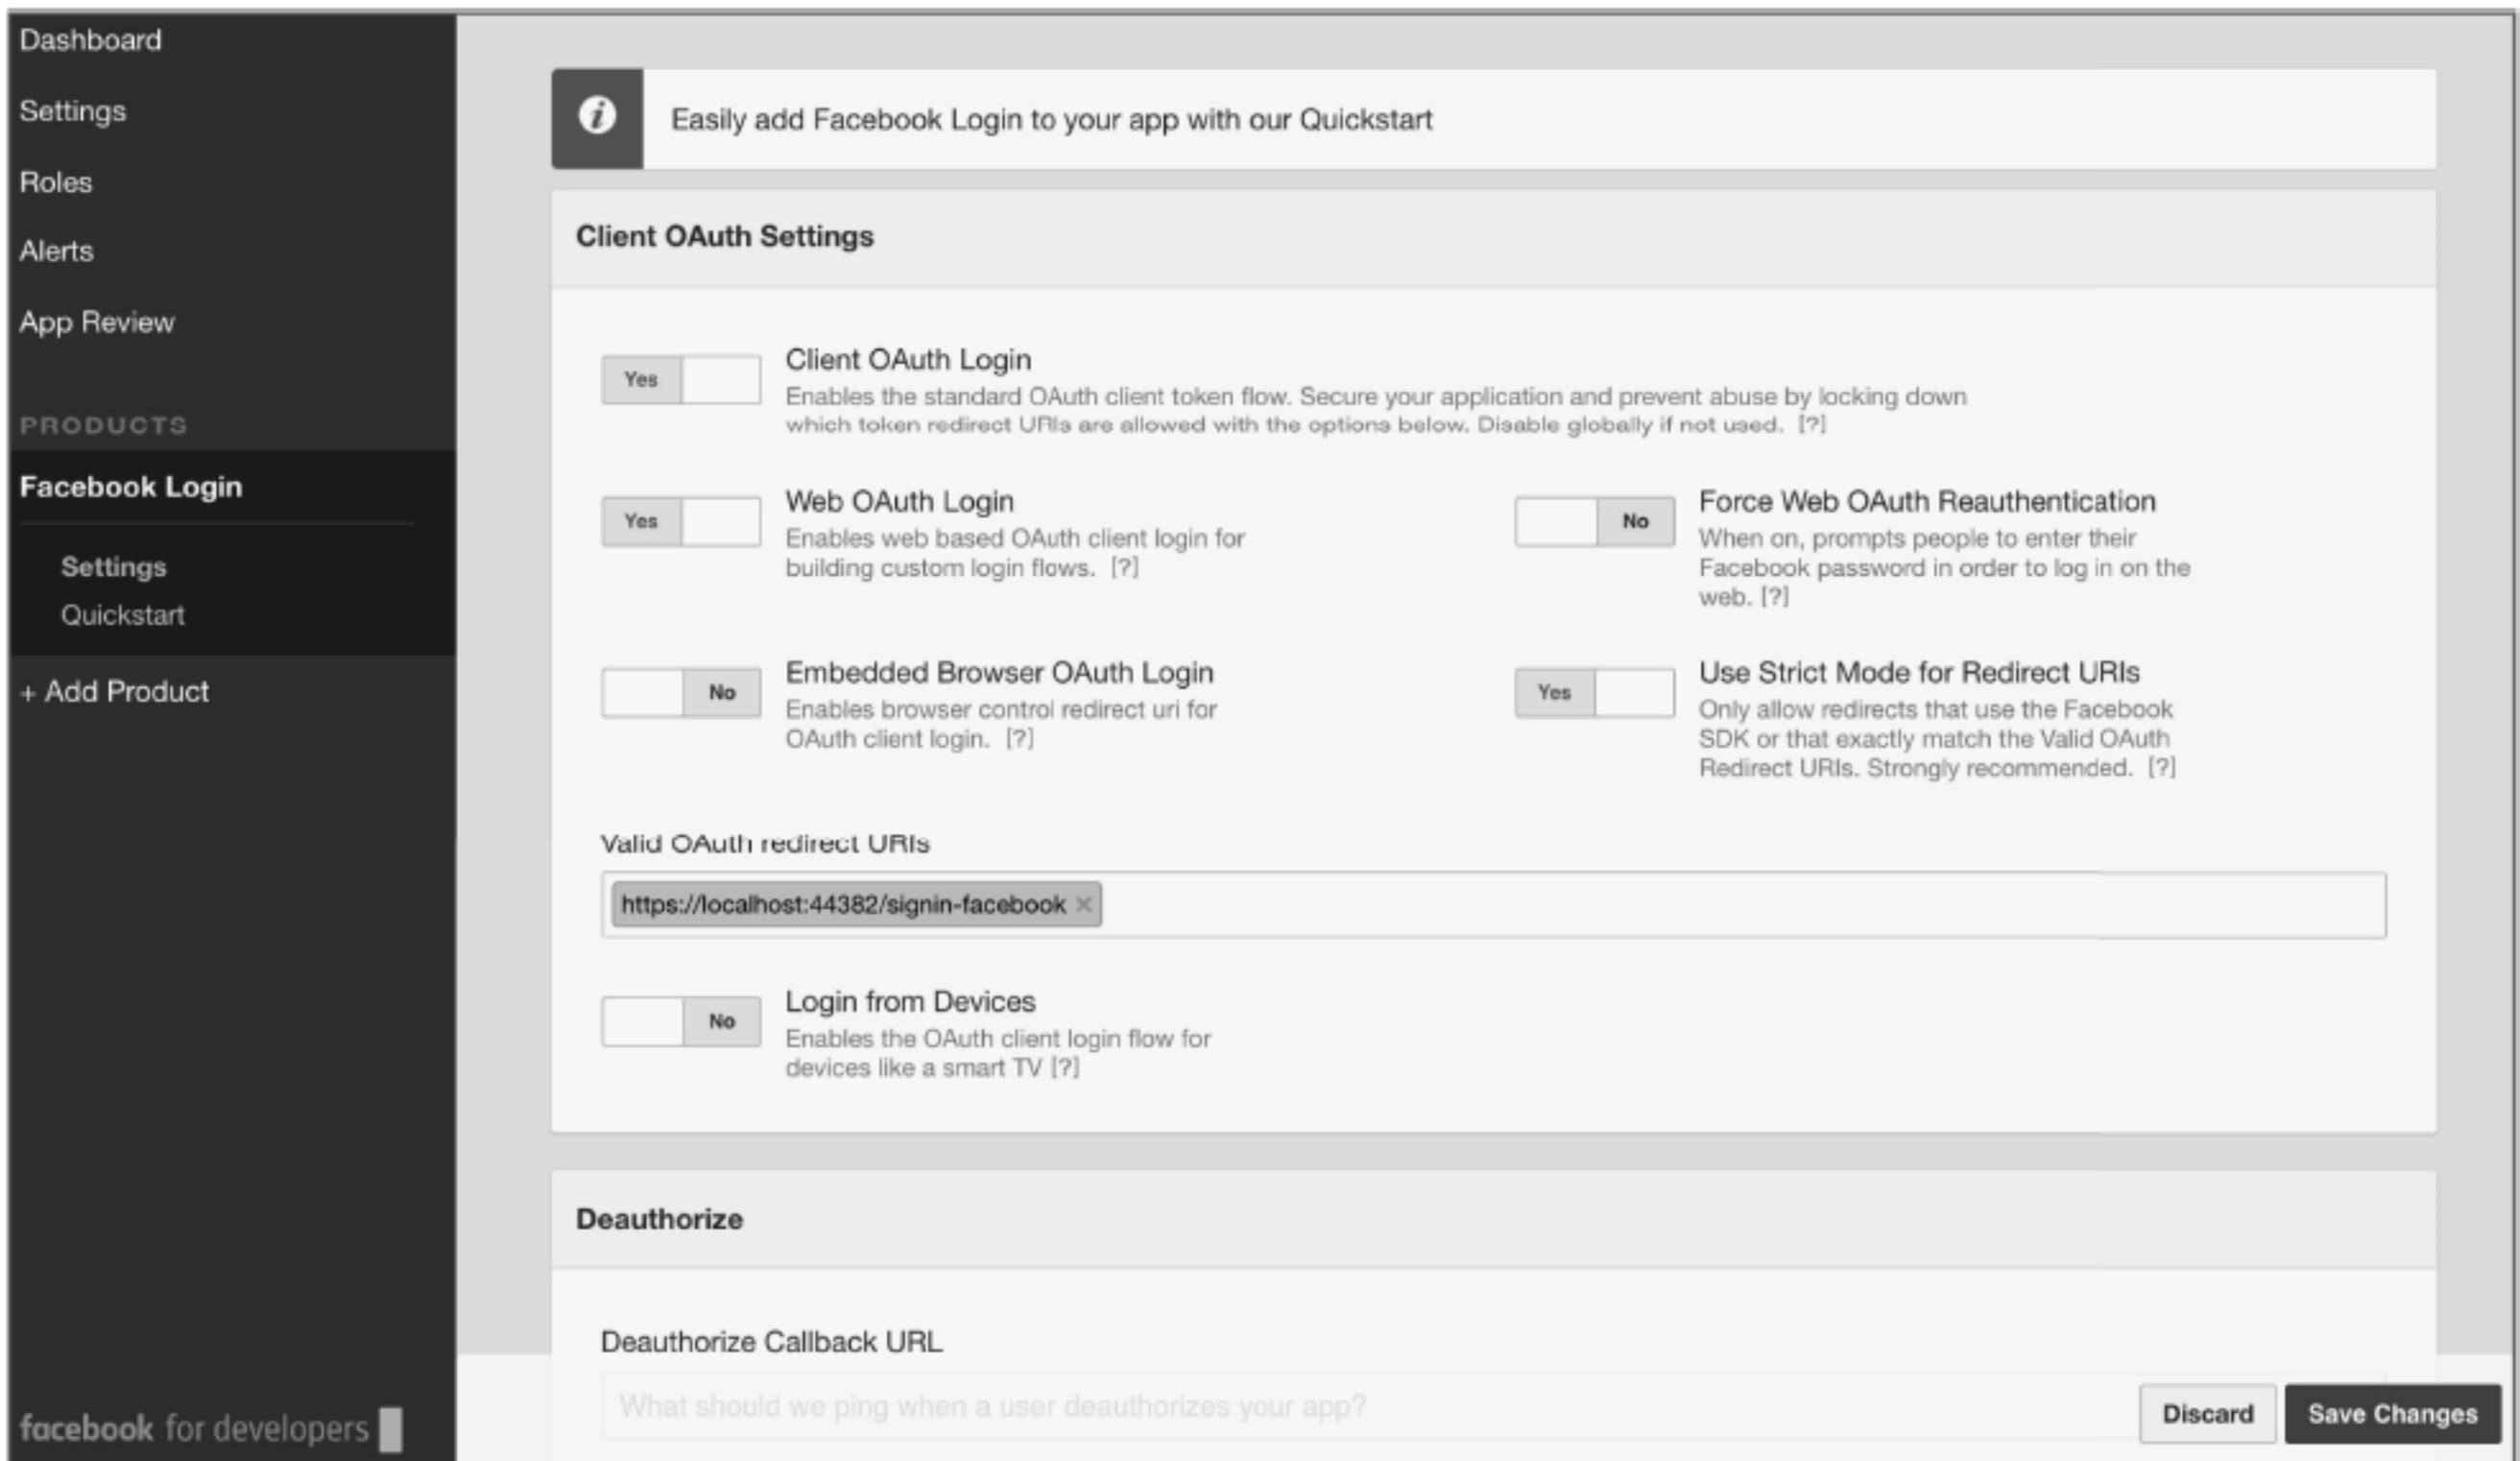 Dashboard
Settings
Roles
Alerts
App Review
PRODUCTS
Facebook Login
Settings
Quickstart
+ Add Product
facebook for developers
i
Easily add Facebook Login to your app with our Quickstart
Client OAuth Settings
Yes
Client OAuth Login
Enables the standard OAuth client token flow. Secure your application and prevent abuse by locking down
which token redirect URIs are allowed with the options below. Disable globally if not used. [?]
Yes
Web OAuth Login
Enables web based OAuth client login for
building custom login flows. [?]
No
Force Web OAuth Reauthentication
When on, prompts people to enter their
Facebook password in order to log in on the
web. [?]
No
Embedded Browser OAuth Login
Enables browser control redirect uri for
OAuth client login. [?]
Yes
Use Strict Mode for Redirect URIs
Only allow redirects that use the Facebook
SDK or that exactly match the Valid OAuth
Redirect URIs. Strongly recommended. [?]
Valid OAuth redirect URIs
https://localhost:44382/signin-facebook ×
No
Login from Devices
Enables the OAuth client login flow for
devices like a smart TV [?]
Deauthorize
Deauthorize Callback URL
What should we ping when a user deauthorizes your app?
Discard
Save Changes